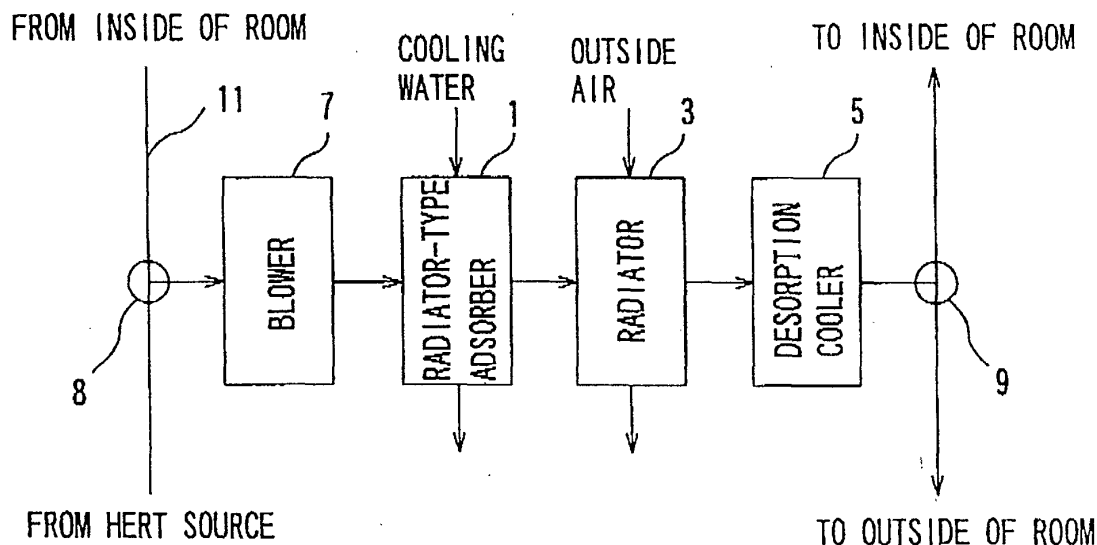 FROM INSIDE OF ROOM
COOLING
WATER
OUTSIDE
AIR
TO INSIDE OF ROOM
11
7
1
3
5
BLOWER
RADIATOR-TYPE
ADSORBER
RADIATOR
DESORPTION
COOLER
8
9
FROM HERT SOURCE
TO OUTSIDE OF ROOM